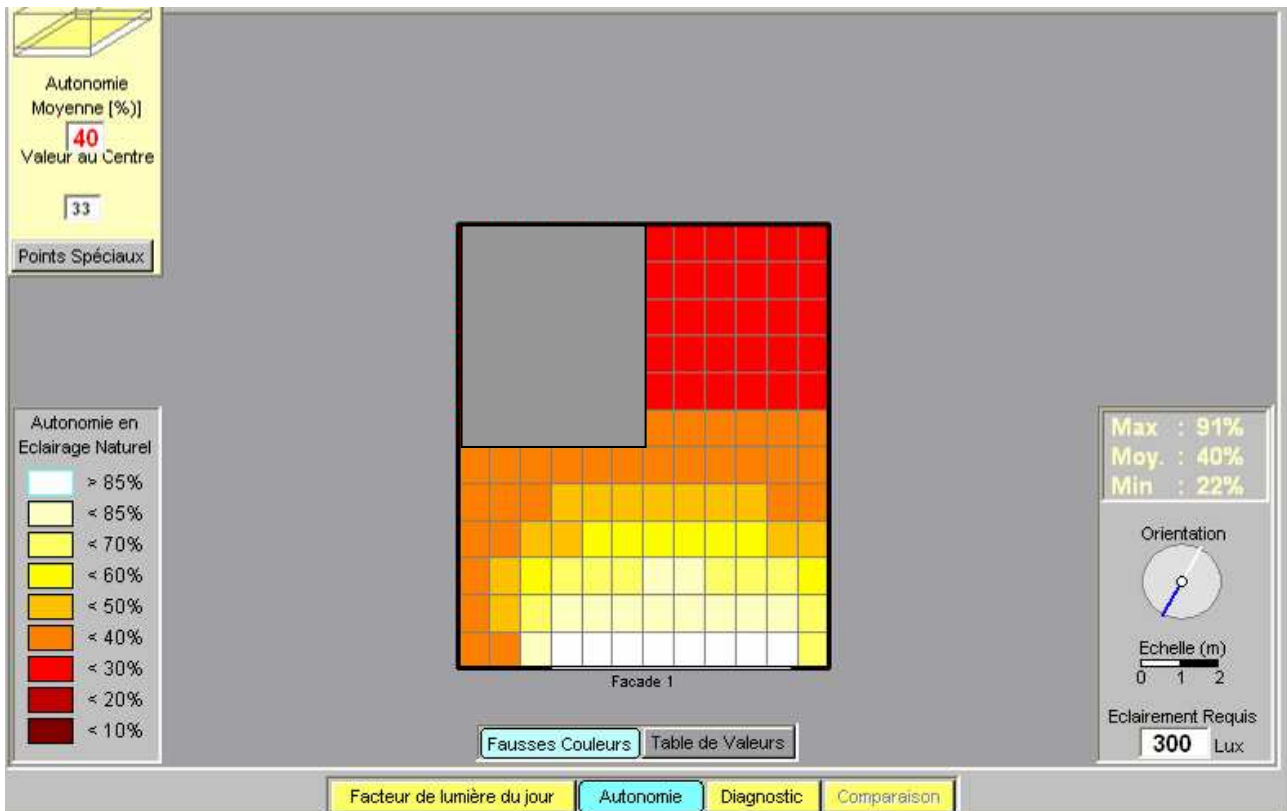 Autonomie
Moyenne [%)]
40
Valeur au Centre
33
Points Spéciaux
Autonomie en
Eclairage Naturel
> 85%
< 85%
< 70%
< 60%
< 50%
< 40%
< 30%
< 20%
< 10%
Facade 1
Max : 91%
Moy. : 40%
Min : 22%
Orientation
Echelle (m)
0 1 2
Eclairement Requis
300 Lux
Fausses Couleurs Table de Valeurs
Facteur de lumière du jour Autonomie Diagnostic Comparaison